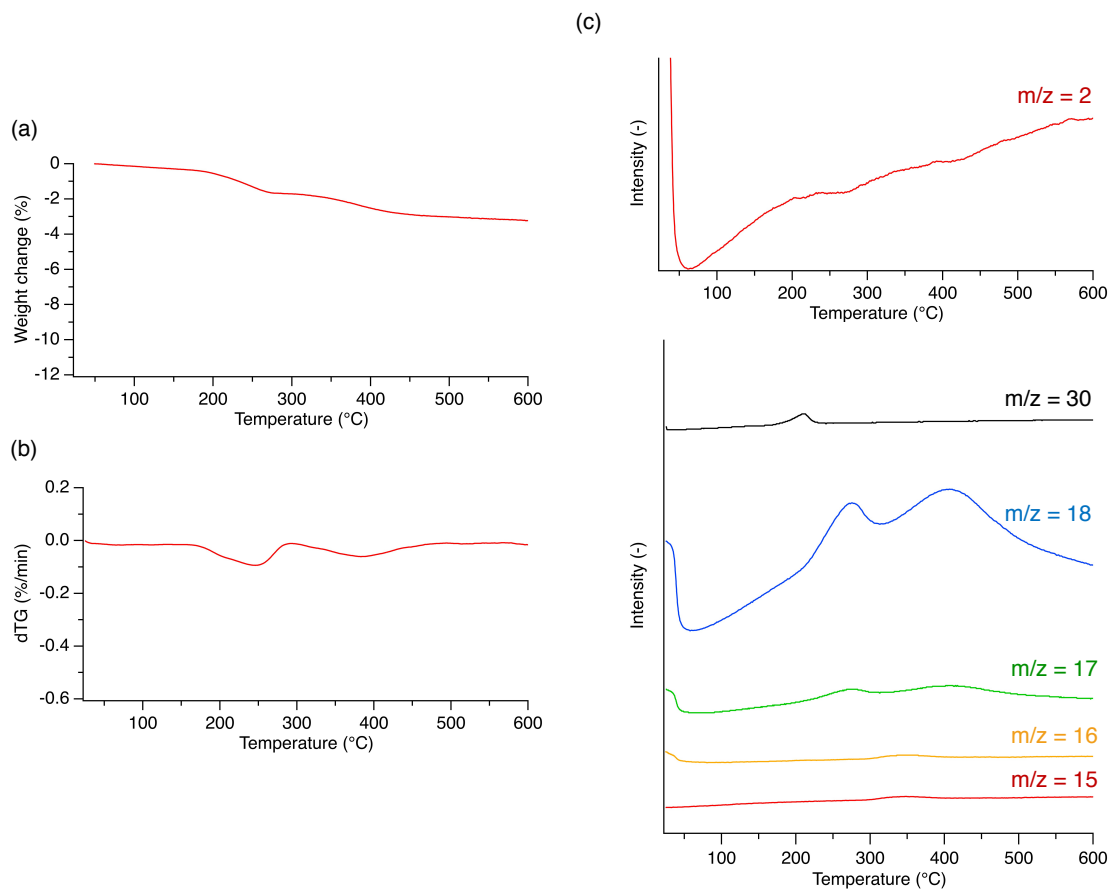 (a)
0
-2
-4
-6
-8
-10
-12
Weight change (%)
100 200 300 400 500 600
Temperature (°C)
(b)
0.2
0.0
-0.2
-0.4
-0.6
dTG (%/min)
100 200 300 400 500 600
Temperature (°C)
(c)
m/z = 2
Intensity (-)
100 200 300 400 500 600
Temperature (°C)
m/z = 30
m/z = 18
m/z = 17
m/z = 16
m/z = 15
Intensity (-)
100 200 300 400 500 600
Temperature (°C)